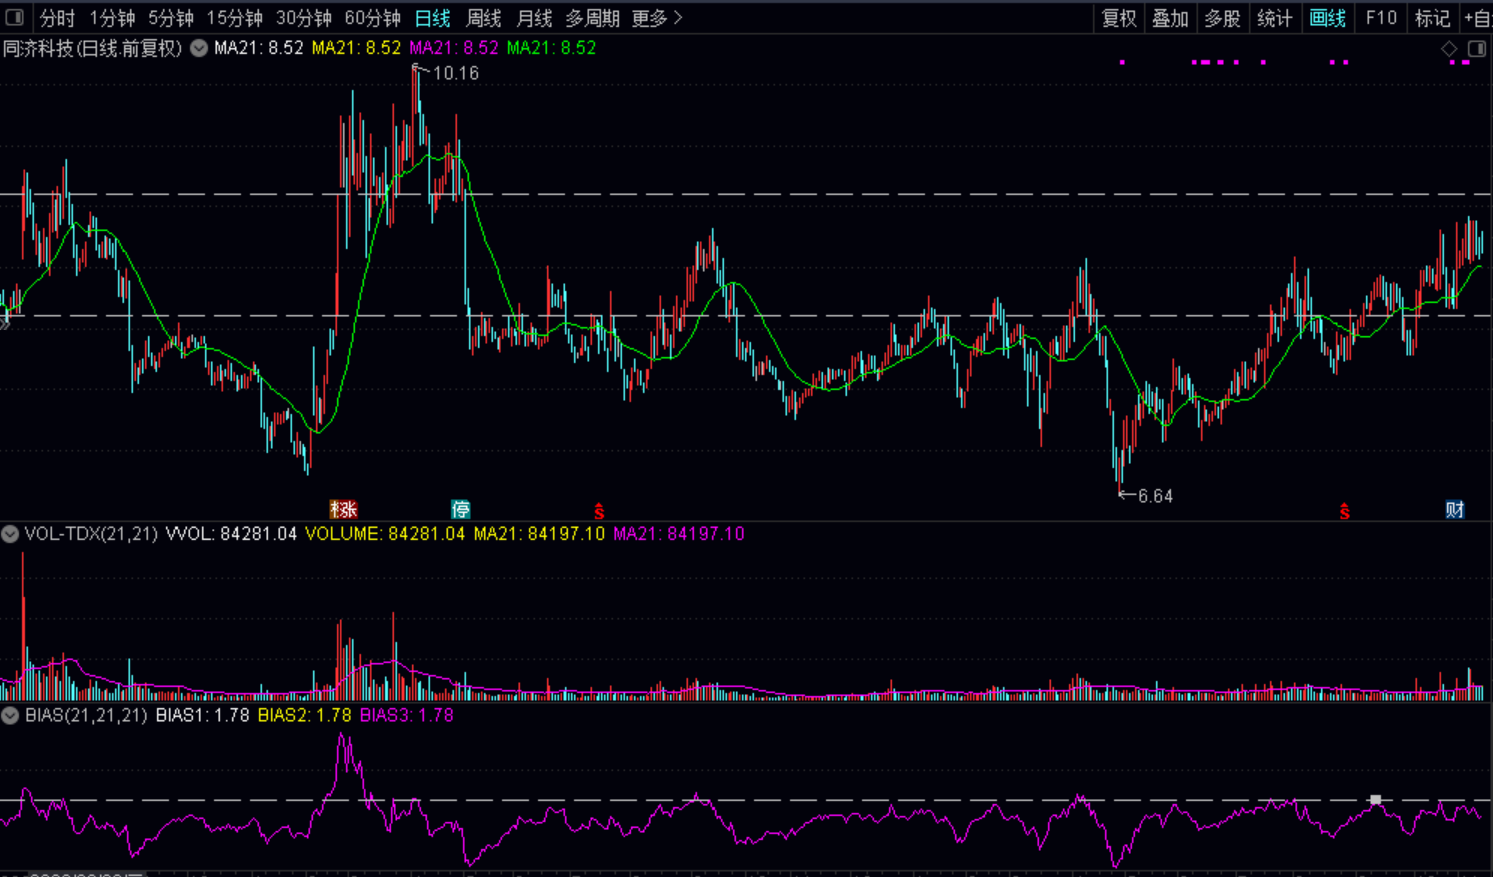 分时 1分钟 5分钟 15分钟 30分钟 60分钟 日线 周线 月线 多周期 更多 复权 叠加 多股 统计 画线 F10 标记 +自
同济科技(日线.前复权) MA21: 8.52 MA21: 8.52 MA21: 8.52 MA21: 8.52
10.16
6.64
涨 停 S S 财
VOL-TDX(21,21) VVOL: 84281.04 VOLUME: 84281.04 MA21: 84197.10 MA21: 84197.10
BIAS(21,21,21) BIAS1: 1.78 BIAS2: 1.78 BIAS3: 1.78